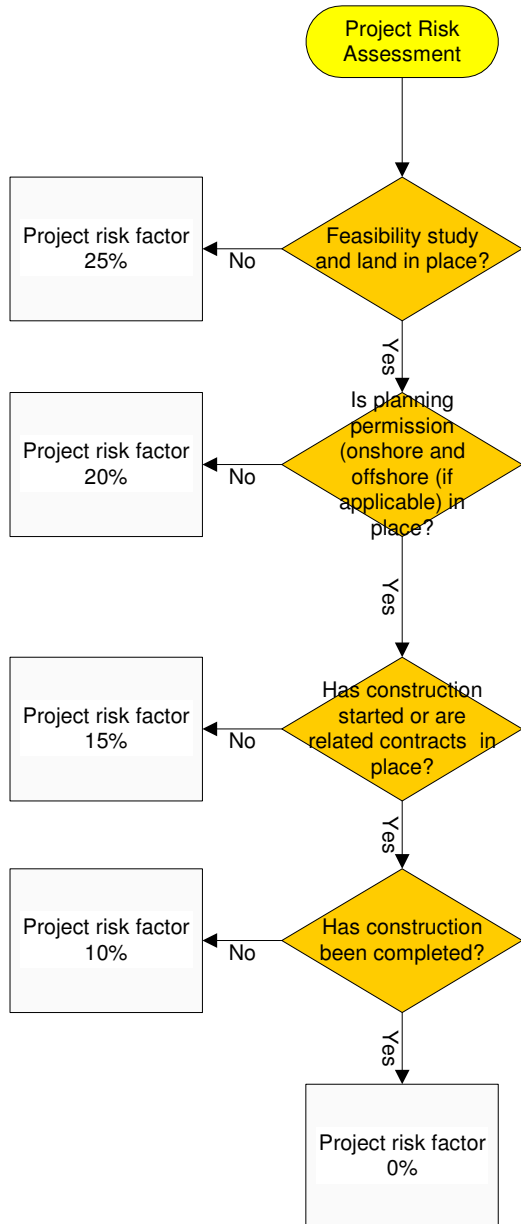 Project Risk
Assessment
Feasibility study
and land in place?
No
Project risk factor
25%
Yes
Is planning
permission
(onshore and
offshore (if
applicable) in
place?
No
Project risk factor
20%
Yes
Has construction
started or are
related contracts in
place?
No
Project risk factor
15%
Yes
Has construction
been completed?
No
Project risk factor
10%
Yes
Project risk factor
0%